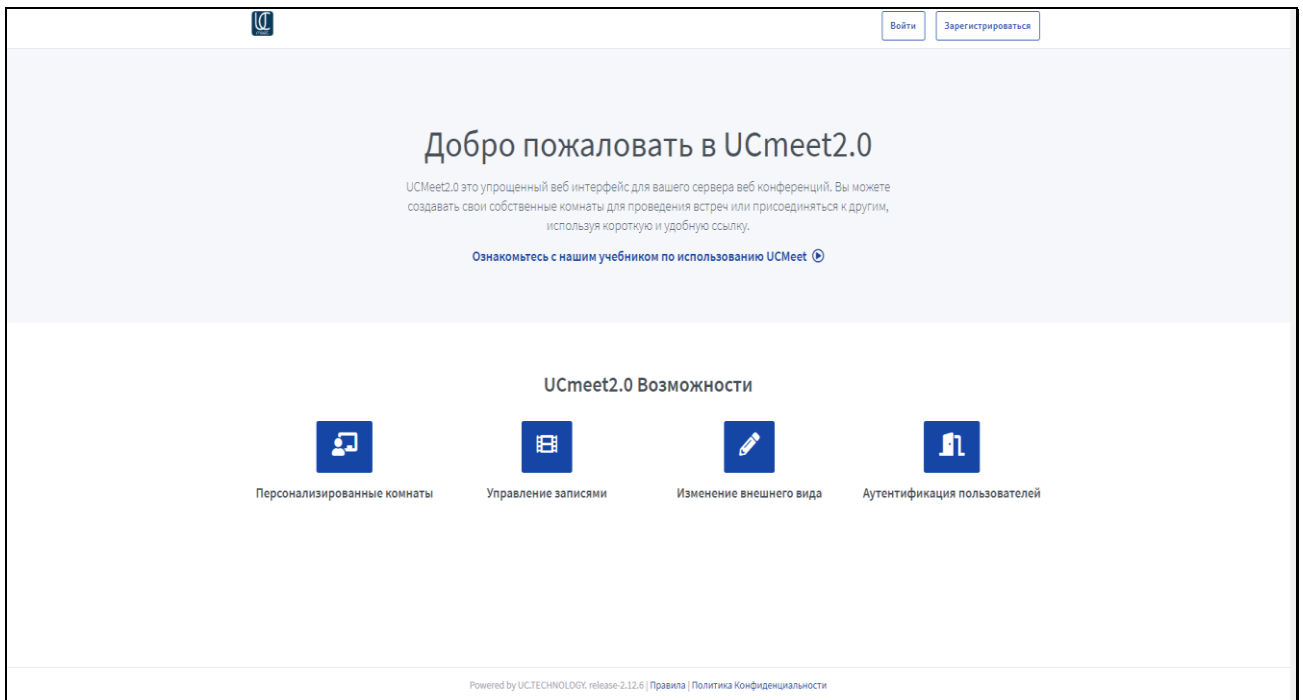 UC
meet
Войти Зарегистрироваться
Добро пожаловать в UCmeet2.0
UCMeet2.0 это упрощенный веб интерфейс для вашего сервера веб конференций. Вы можете
создавать свои собственные комнаты для проведения встреч или присоединяться к другим,
используя короткую и удобную ссылку.
Ознакомьтесь с нашим учебником по использованию UCMeet
UCmeet2.0 Возможности
Персонализированные комнаты Управление записями Изменение внешнего вида Аутентификация пользователей
Powered by UC.TECHNOLOGY. release-2.12.6 | Правила | Политика Конфиденциальности